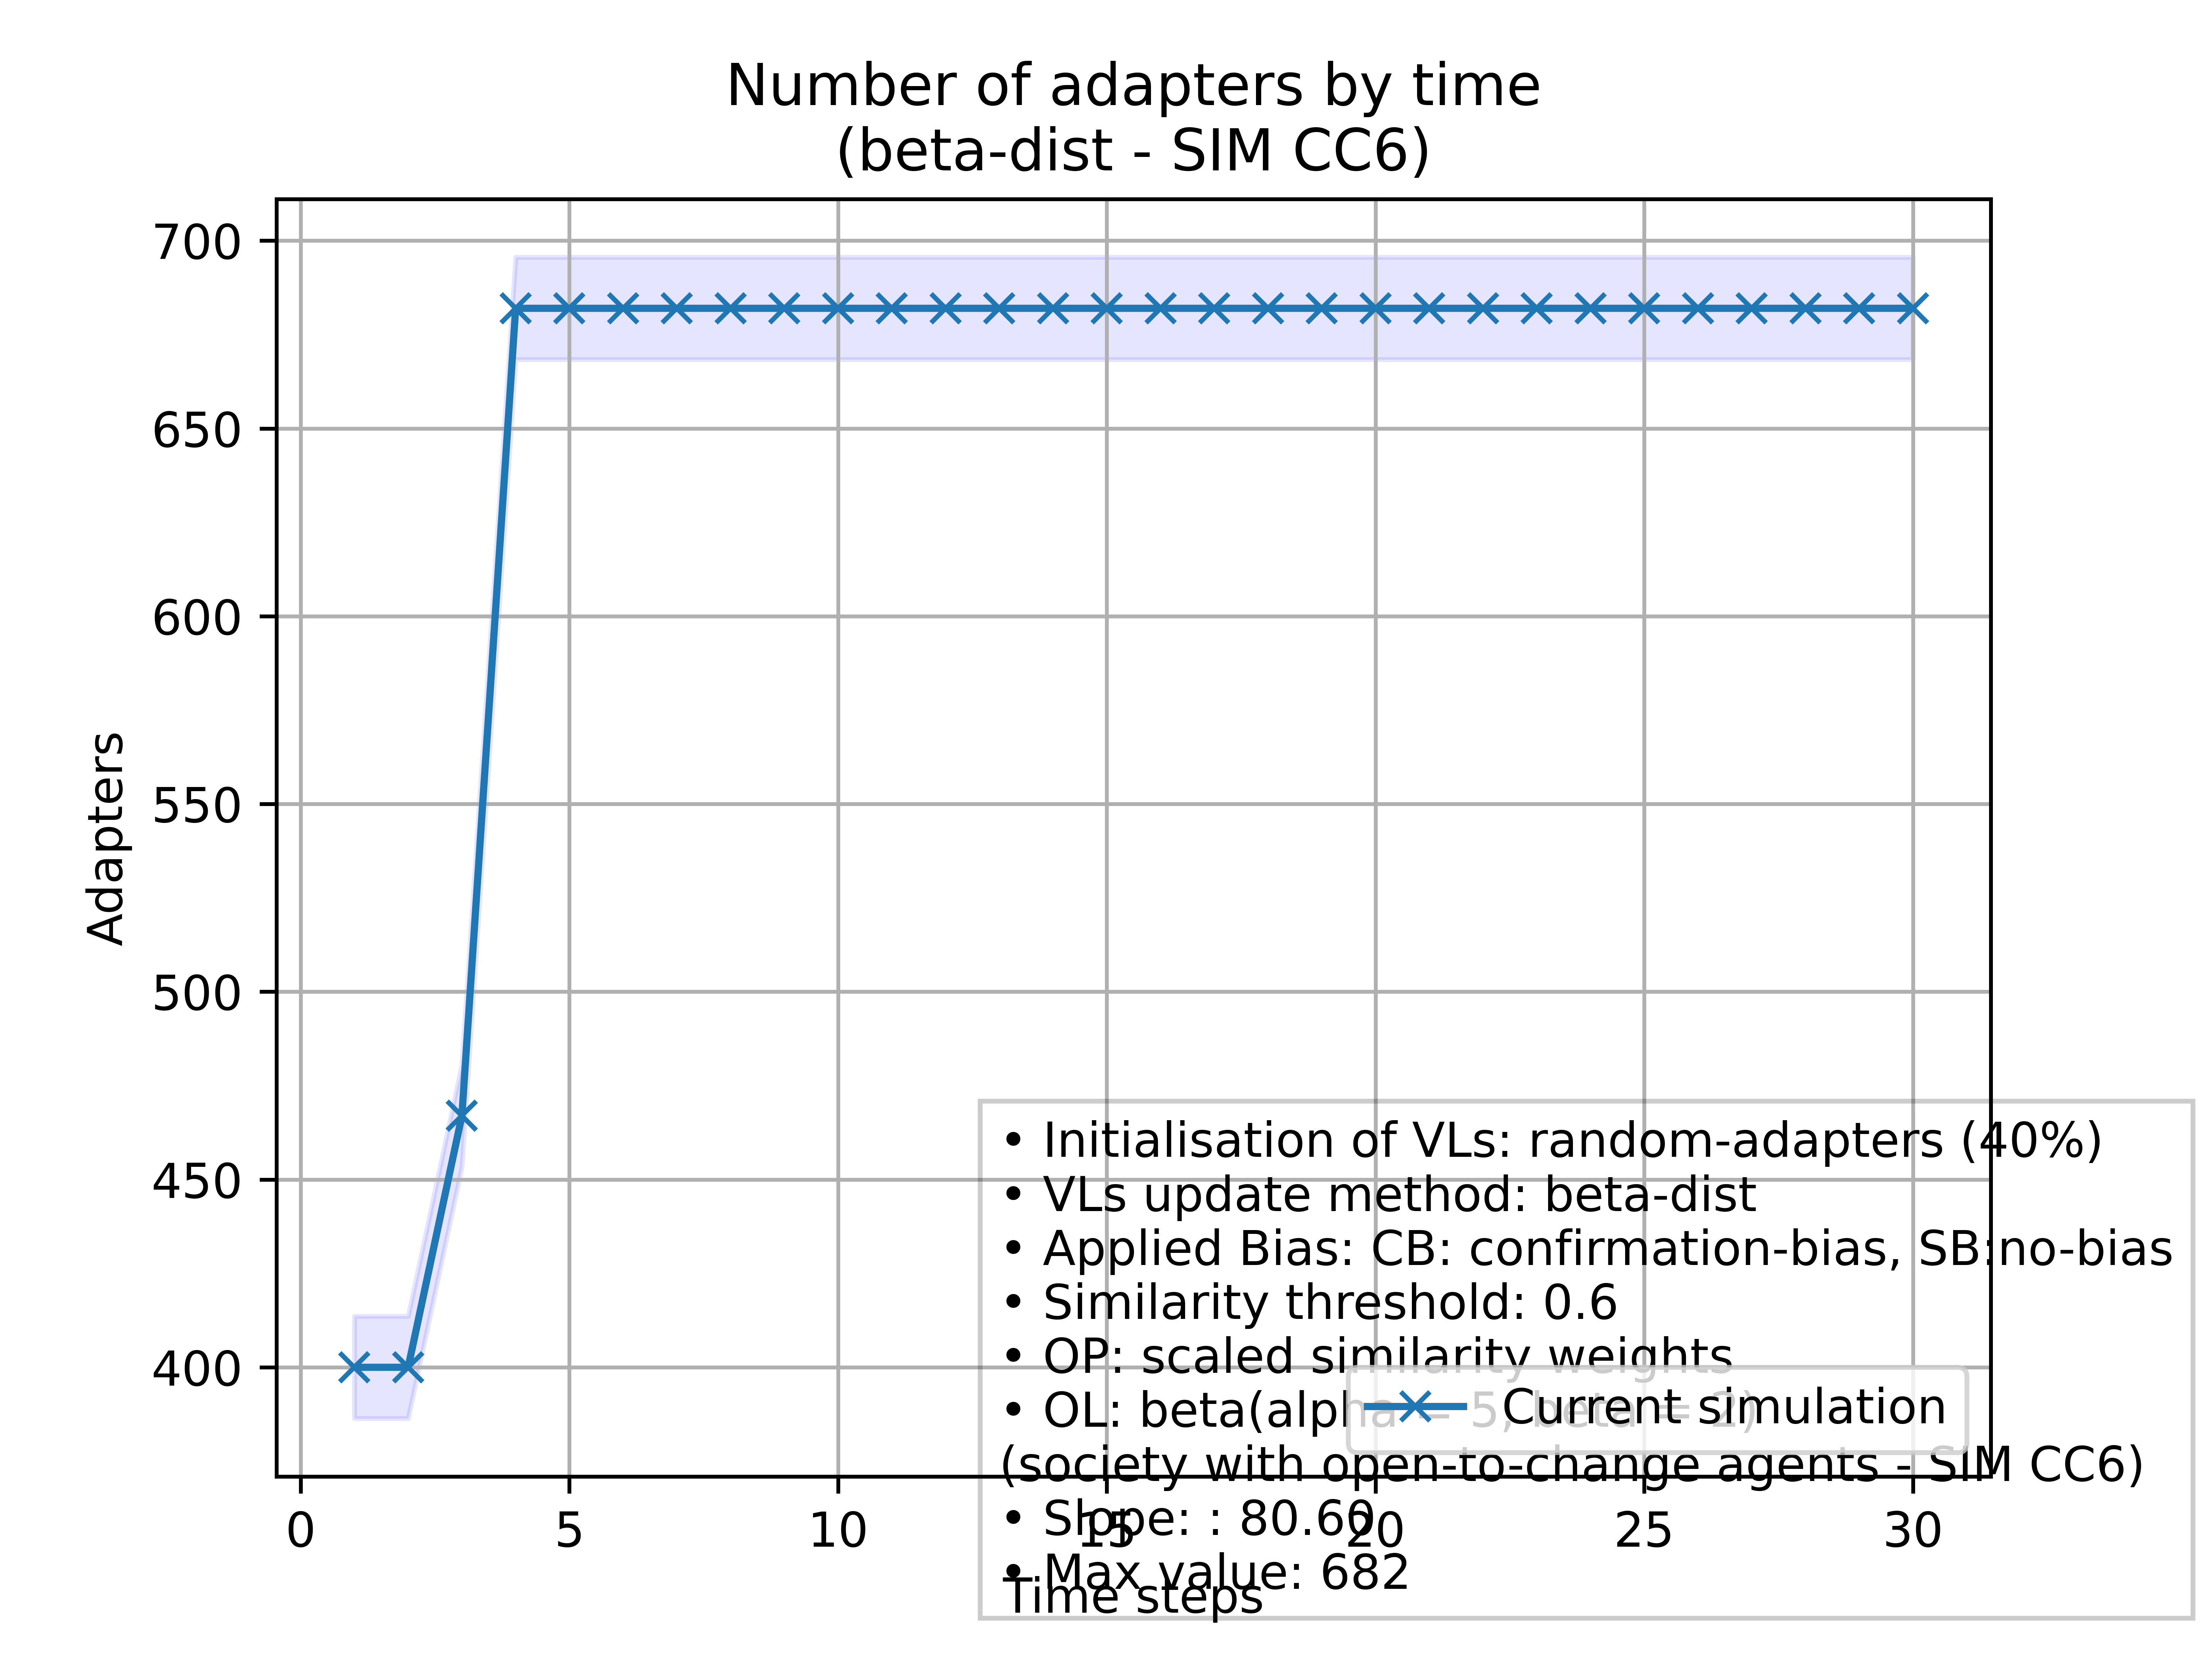 Number of adapters by time
(beta-dist - SIM CC6)
700
650
600
550
500
450
400
Adapters
• Initialisation of VLs: random-adapters (40%)
• VLs update method: beta-dist
• Applied Bias: CB: confirmation-bias, SB:no-bias
• Similarity threshold: 0.6
• OP: scaled similarity weights
• OL: beta(alpha = 5, beta = 2)
Current simulation
(society with open-to-change agents - SIM CC6)
• Slope: : 80.60
0 5 10 15 20 25 30
• Max value: 682
Time steps